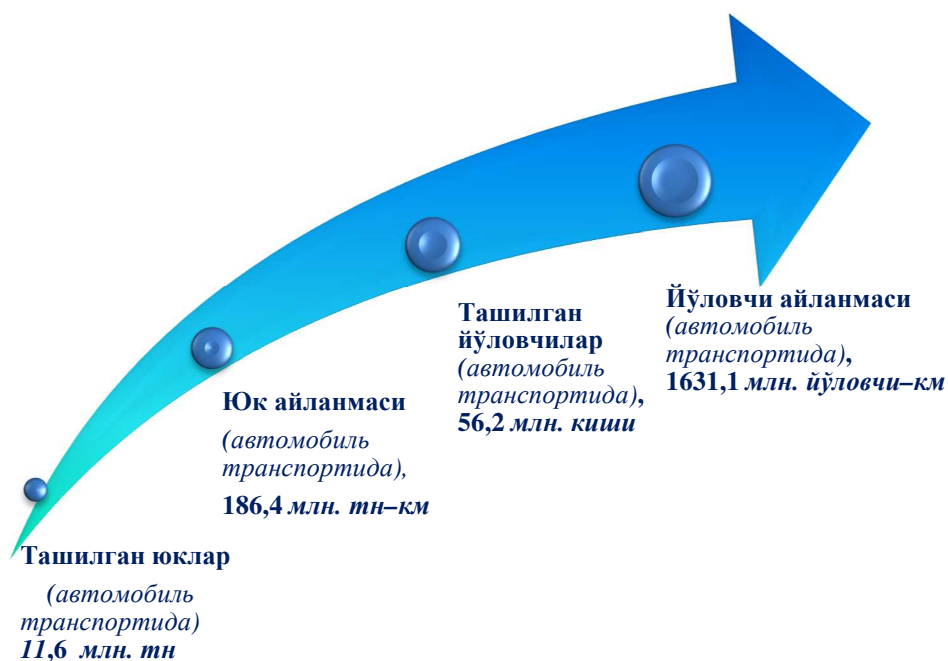 Ташилган юклар
(автомобиль
транспортида)
11,6 млн. тн
Юк айланмаси
(автомобиль
транспортида),
186,4 млн. тн–км
Ташилган
йўловчилар
(автомобиль
транспортида),
56,2 млн. киши
Йўловчи айланмаси
(автомобиль
транспортида),
1631,1 млн. йўловчи–км